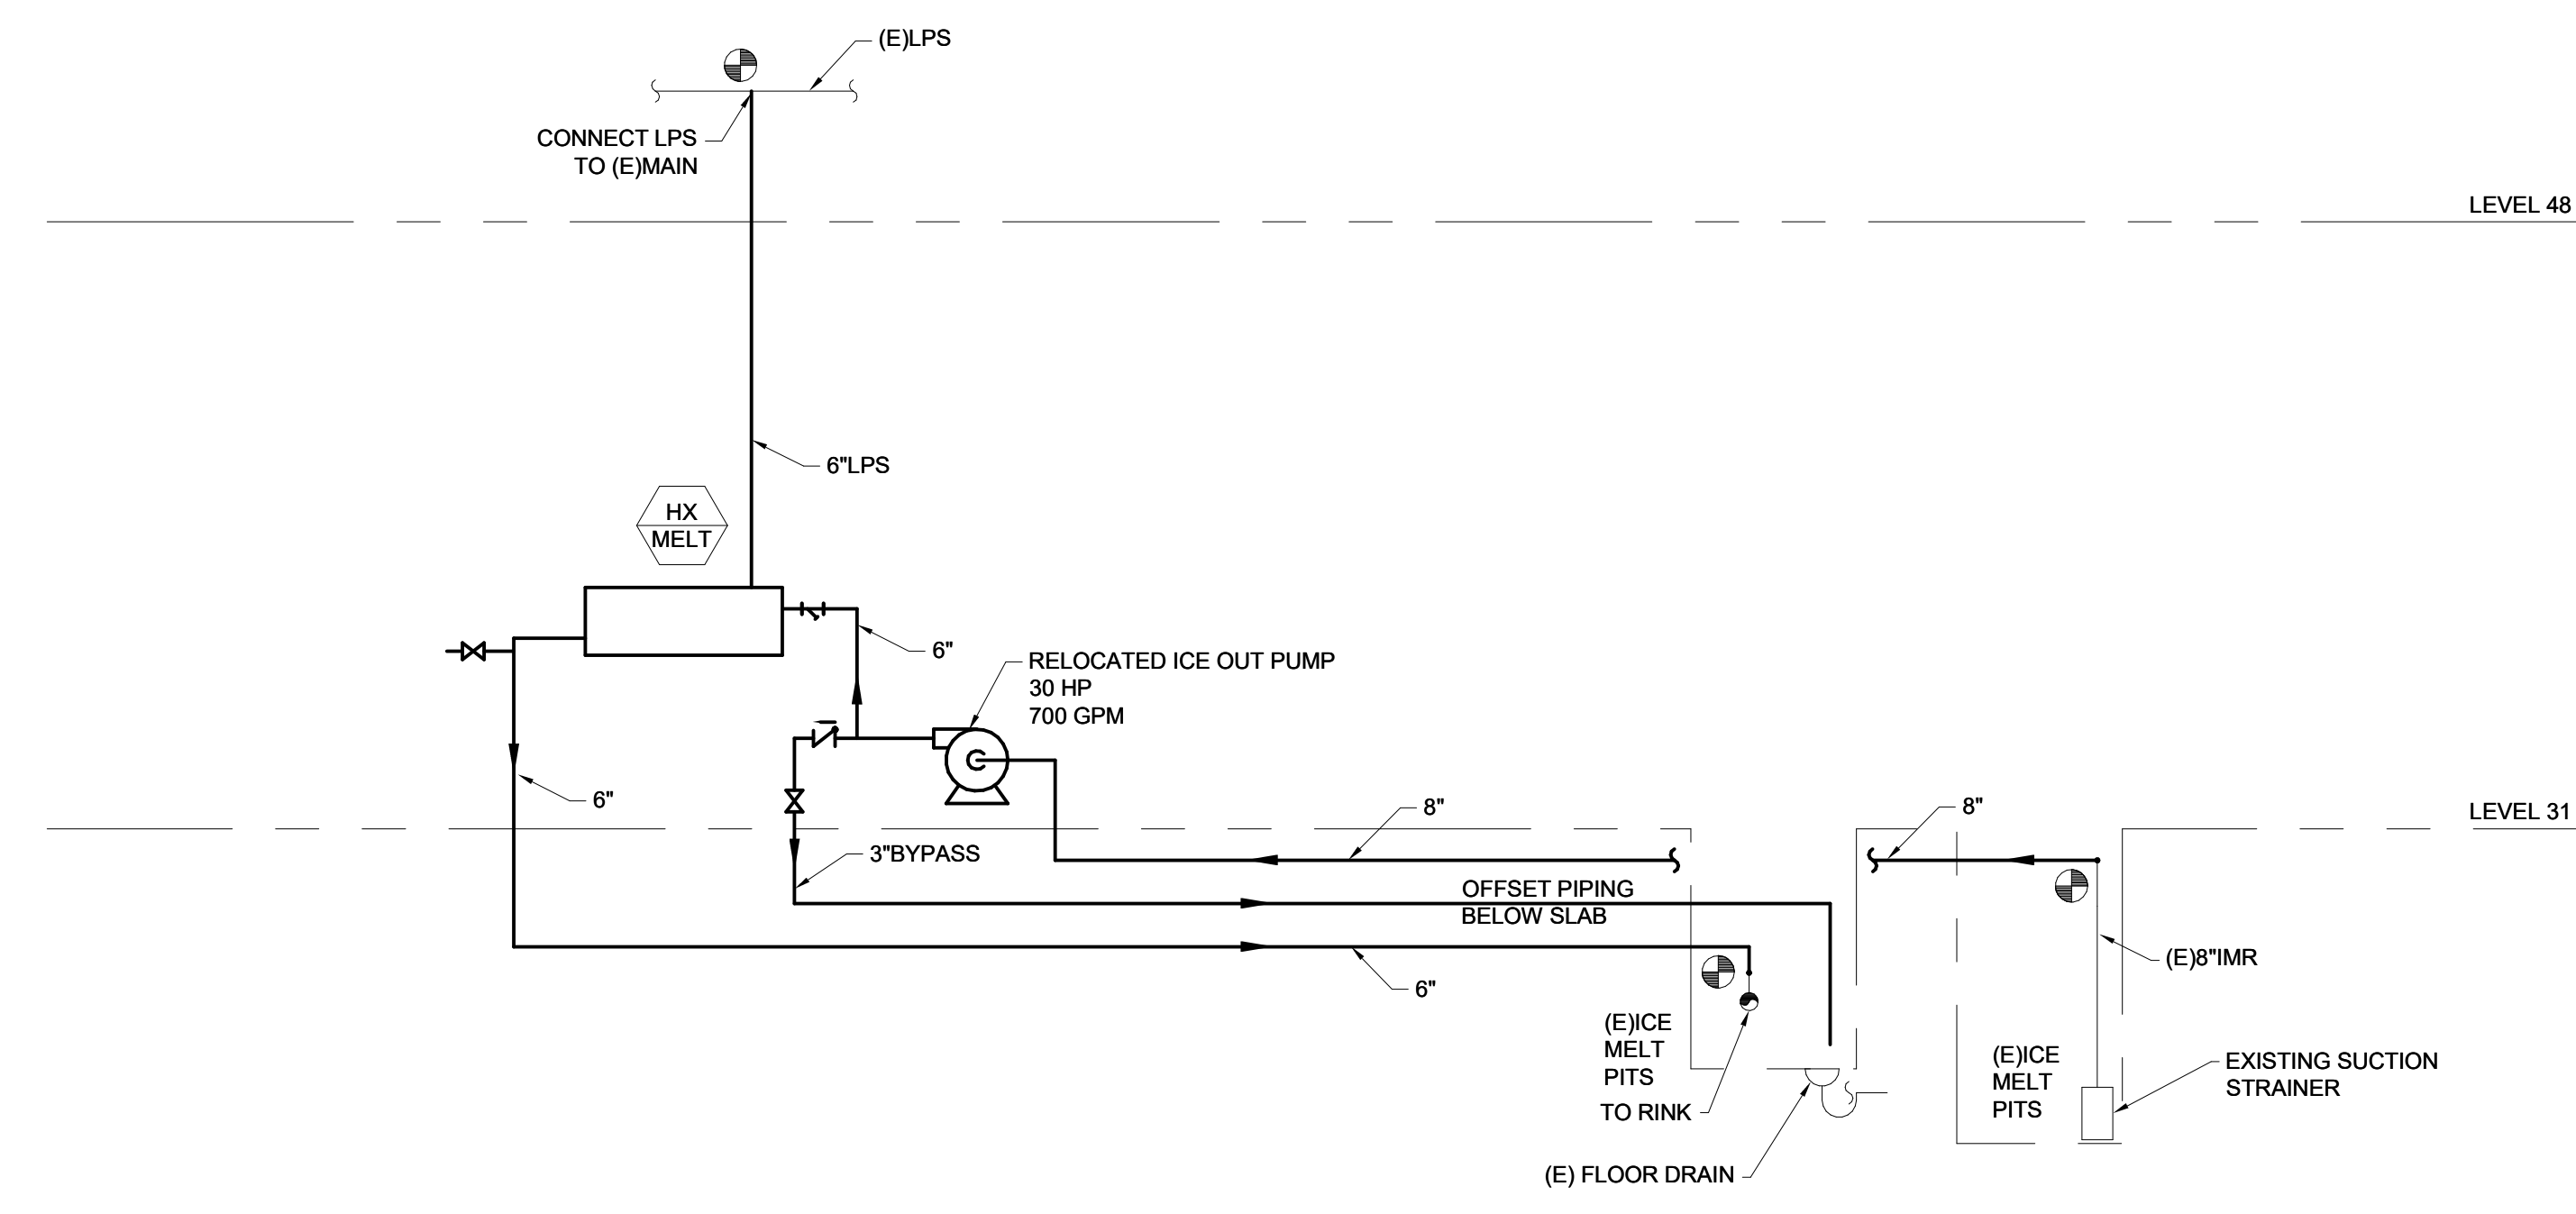 (E)LPS
CONNECT LPS
TO (E)MAIN
LEVEL 48
6"LPS
HX
MELT
6"
RELOCATED ICE OUT PUMP
30 HP
700 GPM
6"
8"
8"
LEVEL 31
3"BYPASS
OFFSET PIPING
BELOW SLAB
(E)8"IMR
6"
(E)ICE
MELT
PITS
TO RINK
(E)ICE
MELT
PITS
EXISTING SUCTION
STRAINER
(E) FLOOR DRAIN